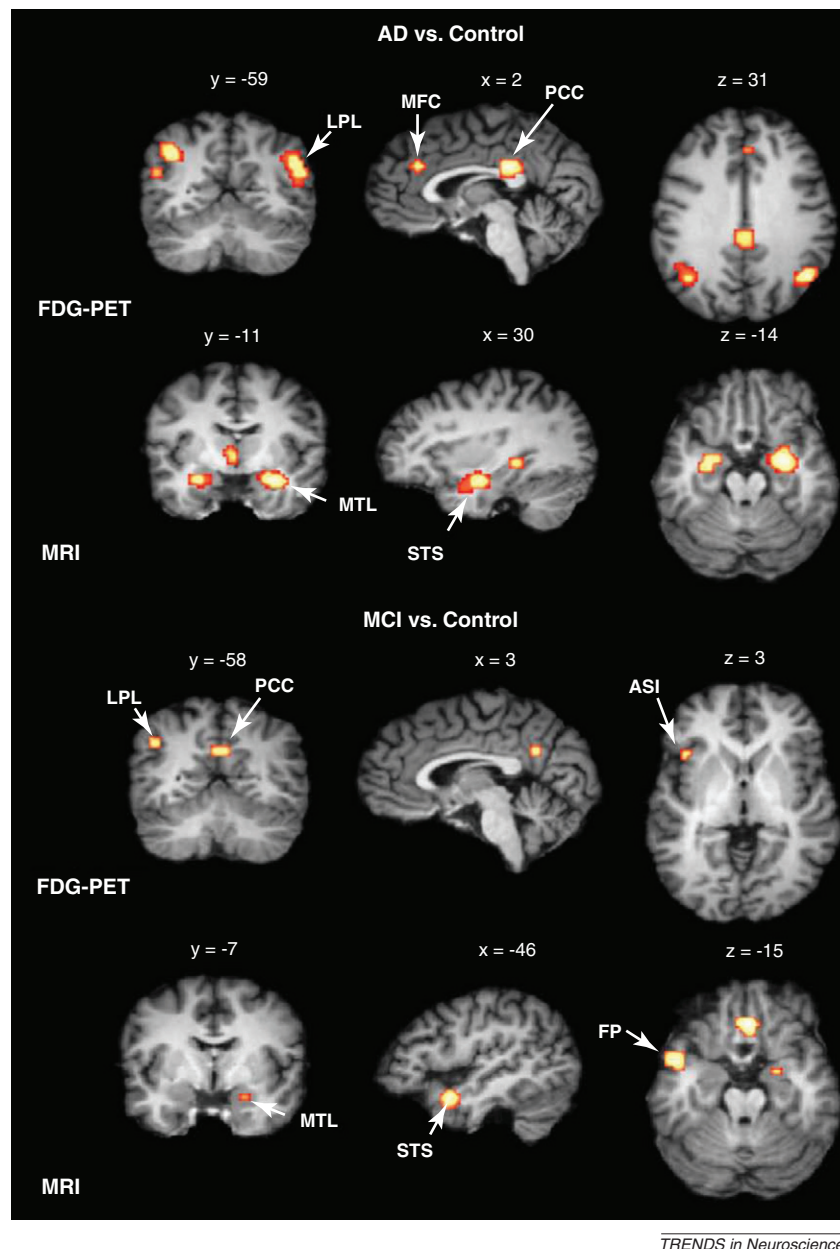 AD vs. Control
y = -59
x = 2
z = 31
LPL
MFC
PCC
FDG-PET
y = -11
x = 30
z = -14
MTL
STS
MRI
MCI vs. Control
y = -58
x = 3
z = 3
LPL
PCC
ASI
FDG-PET
y = -7
x = -46
z = -15
FP
MTL
STS
MRI
TRENDS in Neuroscience